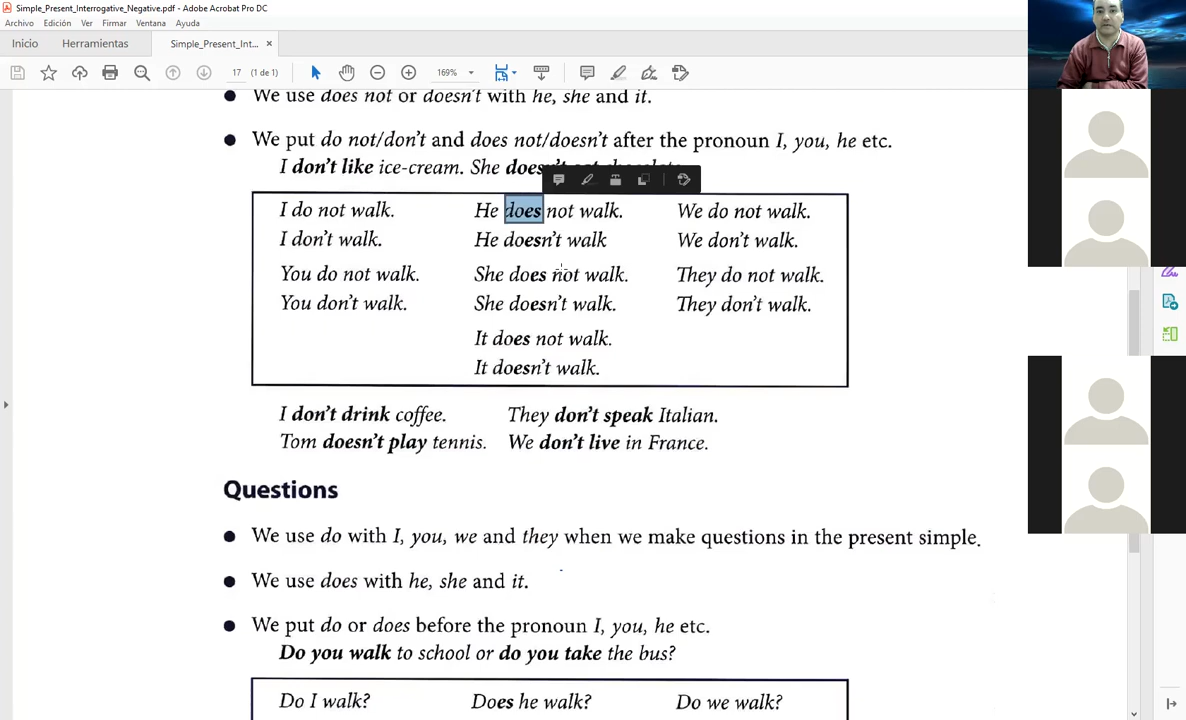 Simple_Present_Interrogative_Negative.pdf - Adobe Acrobat Pro DC
Archivo Edición Ver Firmar Ventana Ayuda
Inicio Herramientas Simple_Present_Int... ×
17 (1 de 1) 169%
We use does not or doesn't with he, she and it.
We put do not/don't and does not/doesn't after the pronoun I, you, he etc.
I don't like ice-cream. She
I do not walk. He does not walk. We do not walk.
I don't walk. He doesn't walk We don't walk.
You do not walk. She does not walk. They do not walk.
You don't walk. She doesn't walk. They don't walk.
It does not walk.
It doesn't walk.
I don't drink coffee. They don't speak Italian.
Tom doesn't play tennis. We don't live in France.
Questions
We use do with I, you, we and they when we make questions in the present simple.
We use does with he, she and it.
We put do or does before the pronoun I, you, he etc.
Do you walk to school or do you take the bus?
Do I walk? Does he walk? Do we walk?